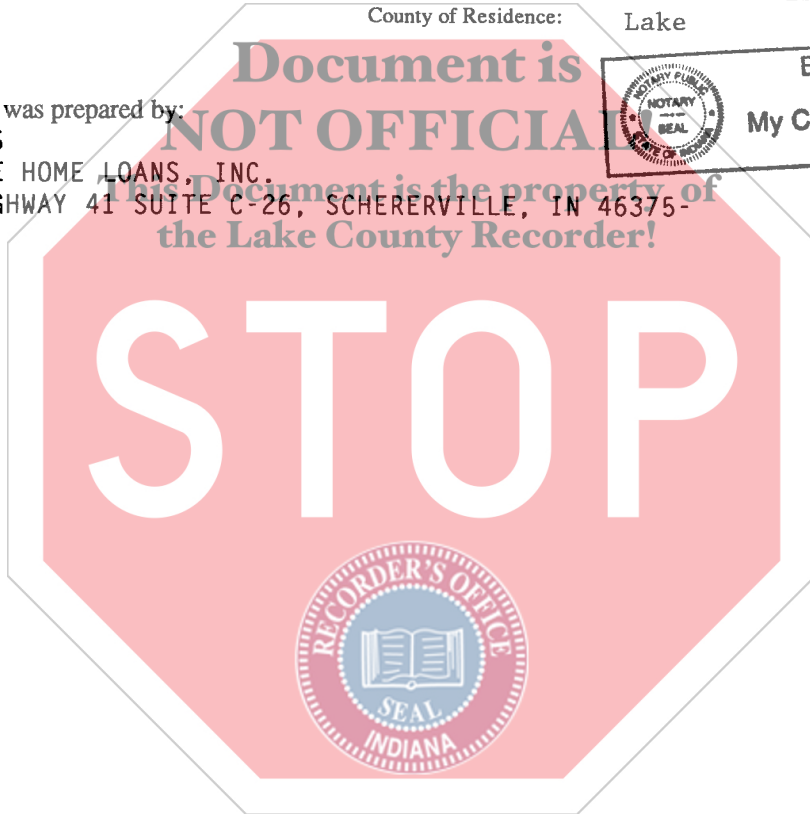 County of Residence: Lake
Document is
was prepared by:
NOT OFFICIAL!
HOME LOANS, INC.
This Document is the property of
HWAY 41 SUITE C-26, SCHERERVILLE, IN 46375-
the Lake County Recorder!
NOTARY PUBLIC
NOTARY
SEAL
STATE OF INDIANA
My C
STOP
RECORDER'S OFFICE
SEAL
INDIANA